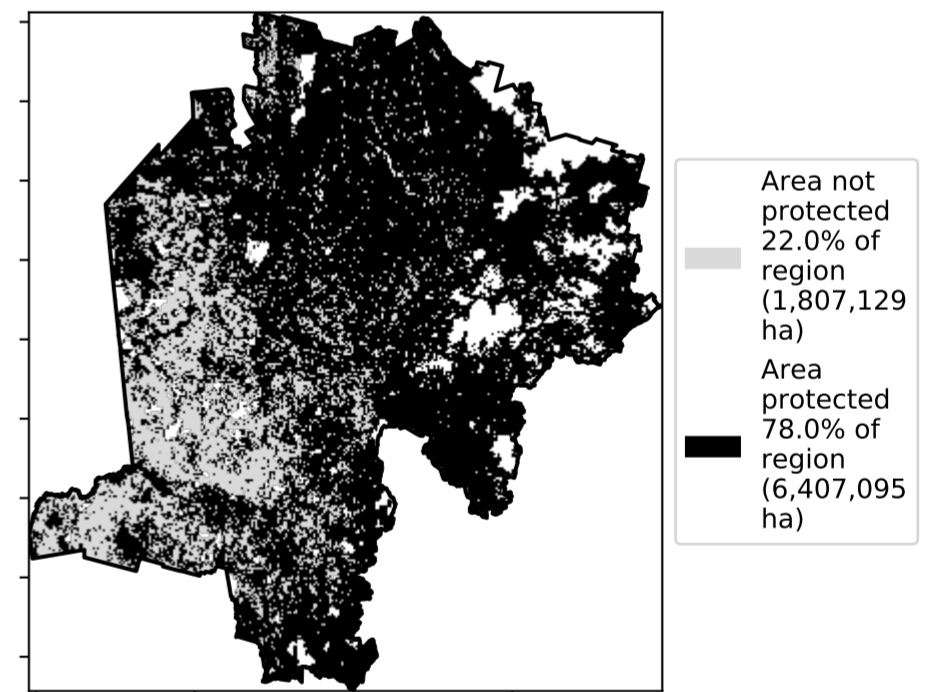 Area not
protected
22.0% of
region
(1,807,129
ha)
Area
protected
78.0% of
region
(6,407,095
ha)